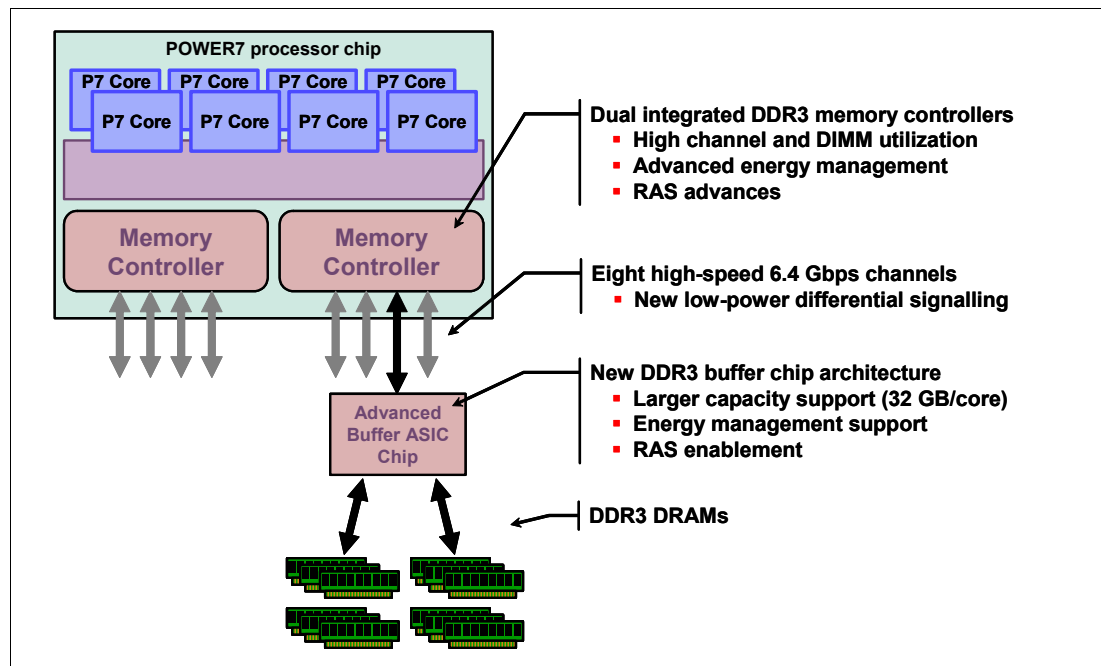 POWER7 processor chip
P7 Core P7 Core P7 Core P7 Core
P7 Core P7 Core P7 Core P7 Core
Memory
Controller
Memory
Controller
Advanced
Buffer ASIC
Chip
Dual integrated DDR3 memory controllers
▪ High channel and DIMM utilization
▪ Advanced energy management
▪ RAS advances
Eight high-speed 6.4 Gbps channels
▪ New low-power differential signalling
New DDR3 buffer chip architecture
▪ Larger capacity support (32 GB/core)
▪ Energy management support
▪ RAS enablement
DDR3 DRAMs